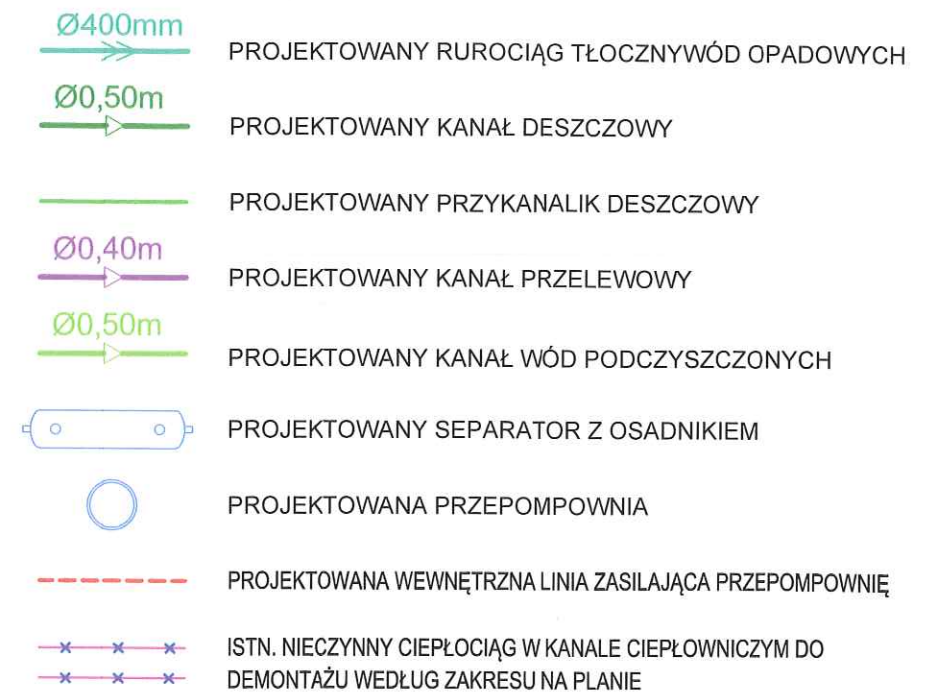 Ø400mm
PROJEKTOWANY RUROCIĄG TŁOCZNYWÓD OPADOWYCH
Ø0,50m
PROJEKTOWANY KANAŁ DESZCZOWY
PROJEKTOWANY PRZYKANALIK DESZCZOWY
Ø0,40m
PROJEKTOWANY KANAŁ PRZELEWOWY
Ø0,50m
PROJEKTOWANY KANAŁ WÓD PODCZYSZCZONYCH
PROJEKTOWANY SEPARATOR Z OSADNIKIEM
PROJEKTOWANA PRZEPOMPOWNIA
PROJEKTOWANA WEWNĘTRZNA LINIA ZASILAJĄCA PRZEPOMPOWNIĘ
ISTN. NIECZYNNY CIEPŁOCIĄG W KANALE CIEPŁOWNICZYM DO
DEMONTAŻU WEDŁUG ZAKRESU NA PLANIE